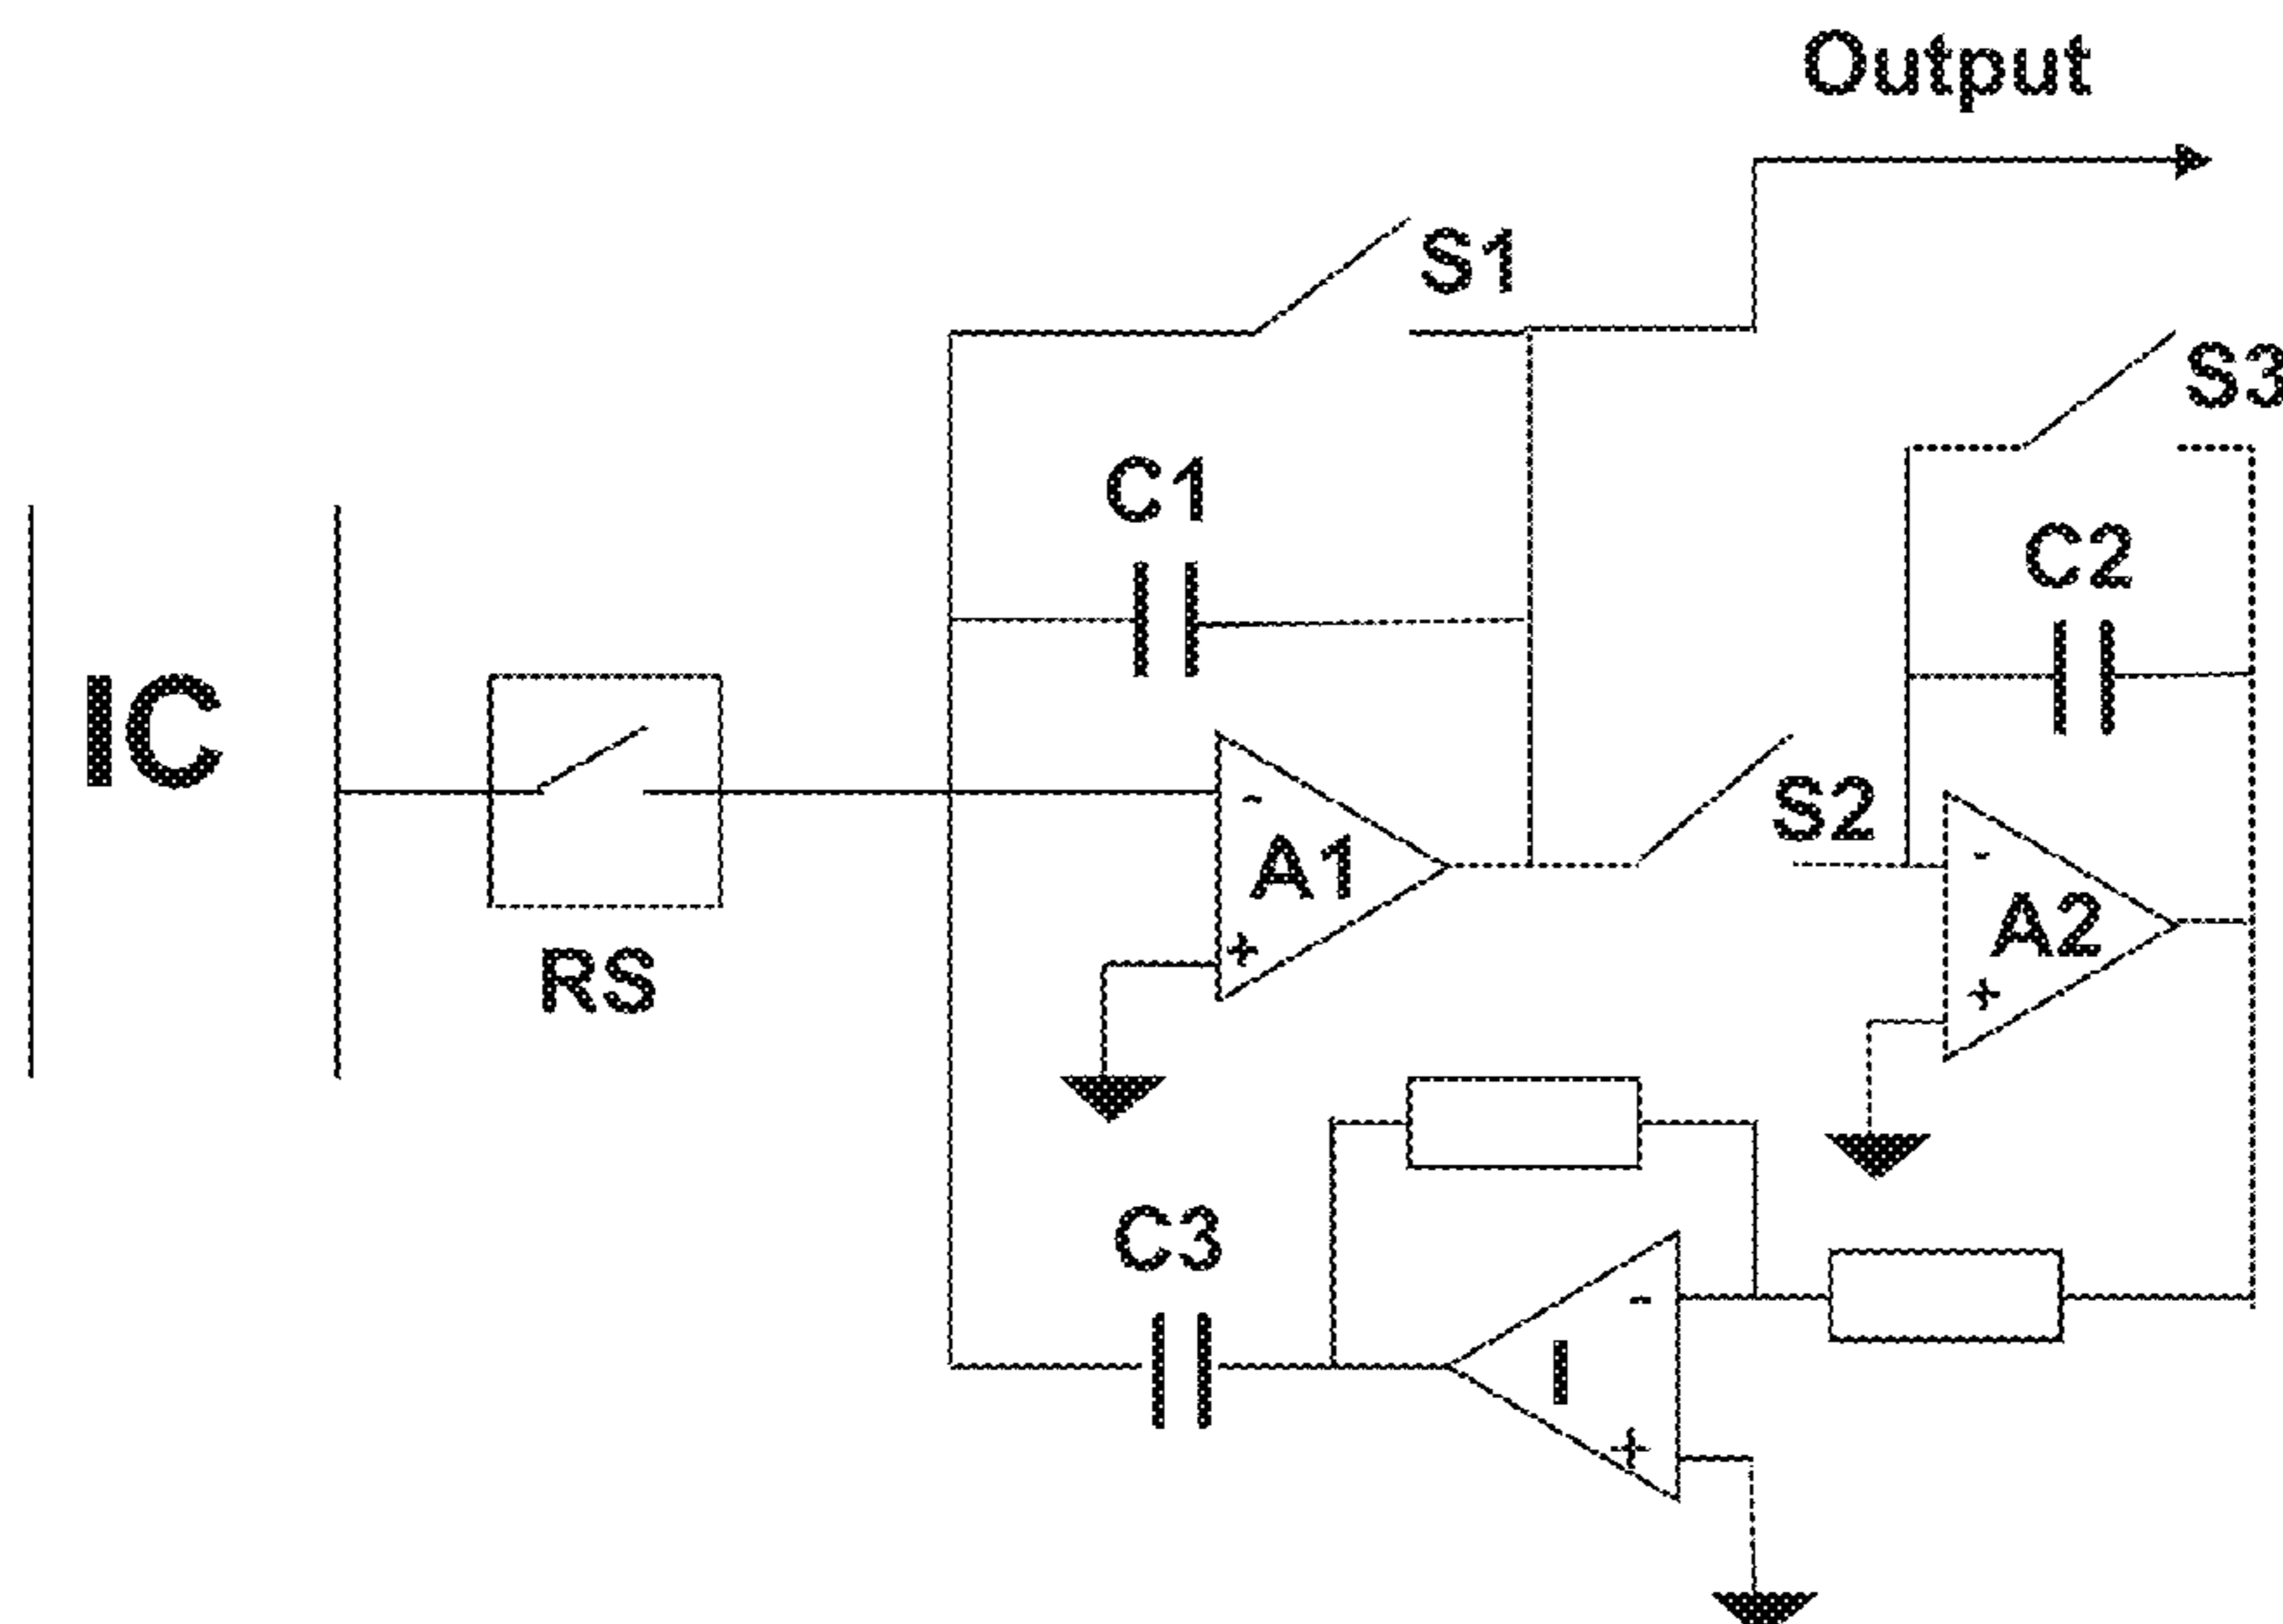 Output
S1
S3
C1
C2
IC
S2
-
A1
+
-
A2
+
RS
C3
-
I
+